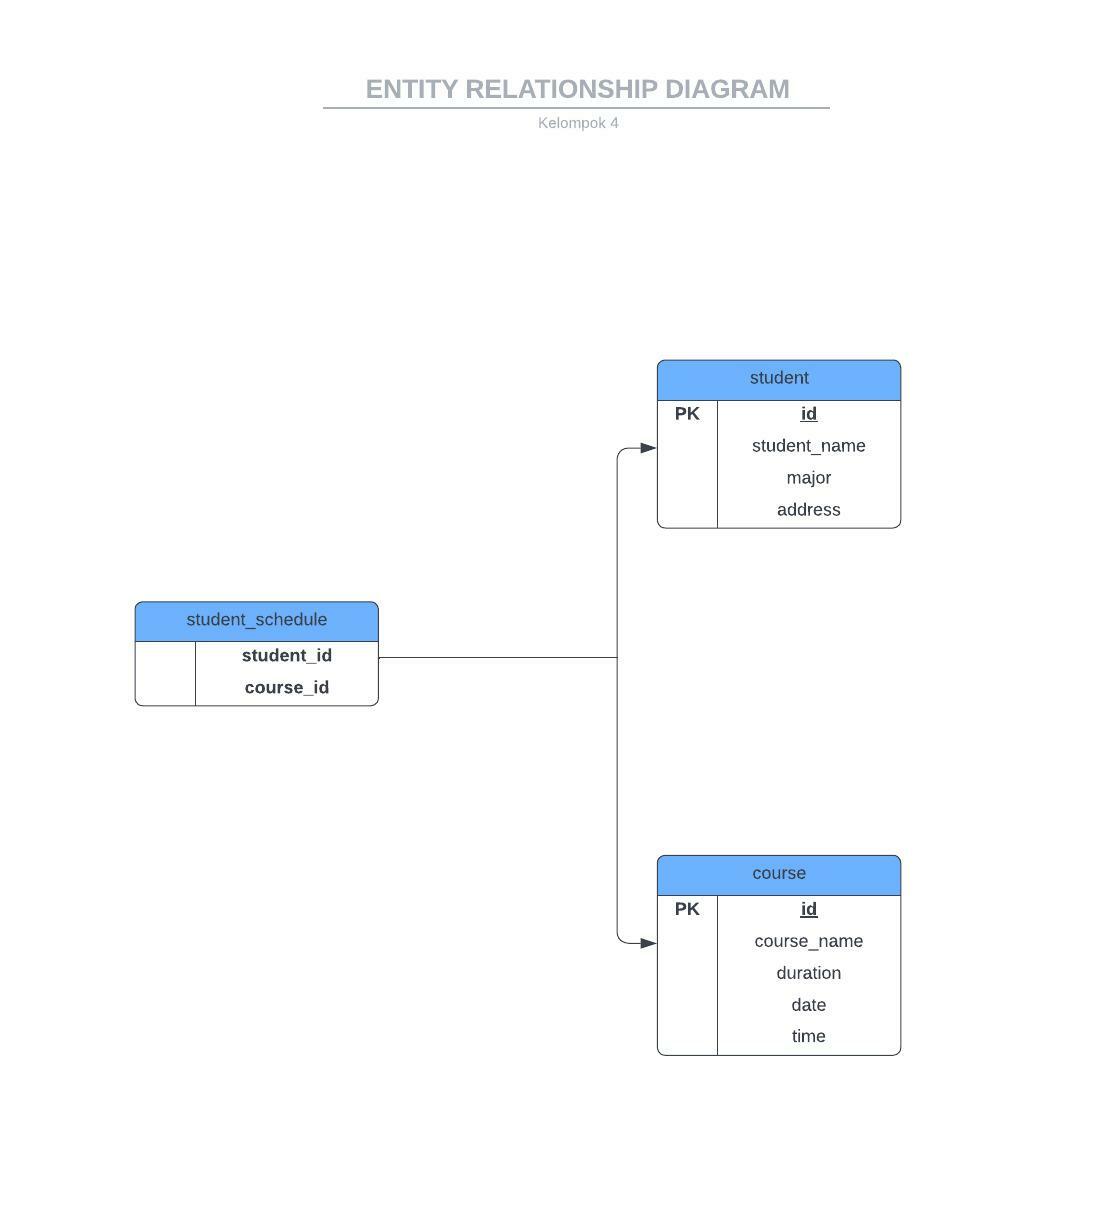 ENTITY RELATIONSHIP DIAGRAM
Kelompok 4
student
PK id
student_name
major
address
student_schedule
student_id
course_id
course
PK id
course_name
duration
date
time